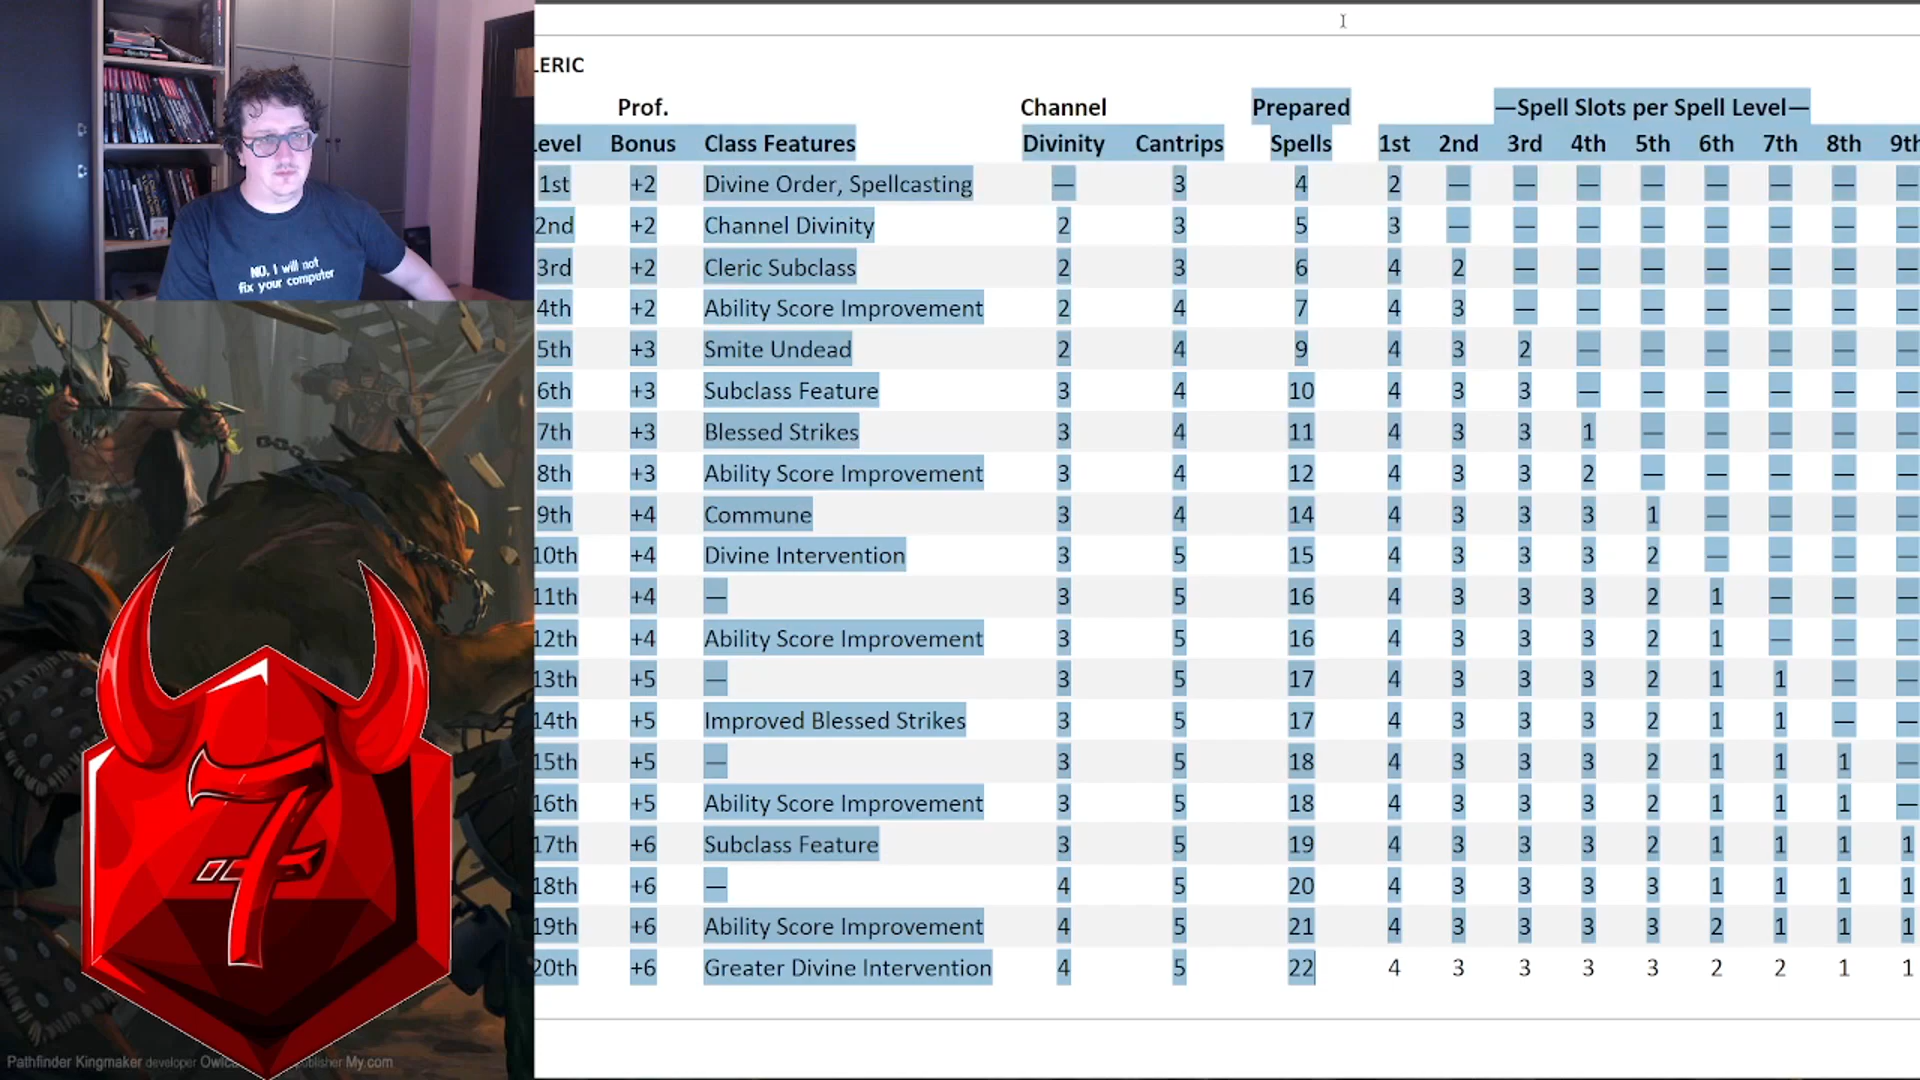 NO, I will not
fix your computer
7
Pathfinder Kingmaker developer Owlc blisher My.com
LERIC
Prof. Channel Prepared —Spell Slots per Spell Level—
Level Bonus Class Features Divinity Cantrips Spells 1st 2nd 3rd 4th 5th 6th 7th 8th 9th
1st +2 Divine Order, Spellcasting — 3 4 2 — — — — — — — —
2nd +2 Channel Divinity 2 3 5 3 — — — — — — — —
3rd +2 Cleric Subclass 2 3 6 4 2 — — — — — — —
4th +2 Ability Score Improvement 2 4 7 4 3 — — — — — — —
5th +3 Smite Undead 2 4 9 4 3 2 — — — — — —
6th +3 Subclass Feature 3 4 10 4 3 3 — — — — — —
7th +3 Blessed Strikes 3 4 11 4 3 3 1 — — — — —
8th +3 Ability Score Improvement 3 4 12 4 3 3 2 — — — — —
9th +4 Commune 3 4 14 4 3 3 3 1 — — — —
10th +4 Divine Intervention 3 5 15 4 3 3 3 2 — — — —
11th +4 — 3 5 16 4 3 3 3 2 1 — — —
12th +4 Ability Score Improvement 3 5 16 4 3 3 3 2 1 — — —
13th +5 — 3 5 17 4 3 3 3 2 1 1 — —
14th +5 Improved Blessed Strikes 3 5 17 4 3 3 3 2 1 1 — —
15th +5 — 3 5 18 4 3 3 3 2 1 1 1 —
16th +5 Ability Score Improvement 3 5 18 4 3 3 3 2 1 1 1 —
17th +6 Subclass Feature 3 5 19 4 3 3 3 2 1 1 1 1
18th +6 — 4 5 20 4 3 3 3 3 1 1 1 1
19th +6 Ability Score Improvement 4 5 21 4 3 3 3 3 2 1 1 1
20th +6 Greater Divine Intervention 4 5 22 4 3 3 3 3 2 2 1 1